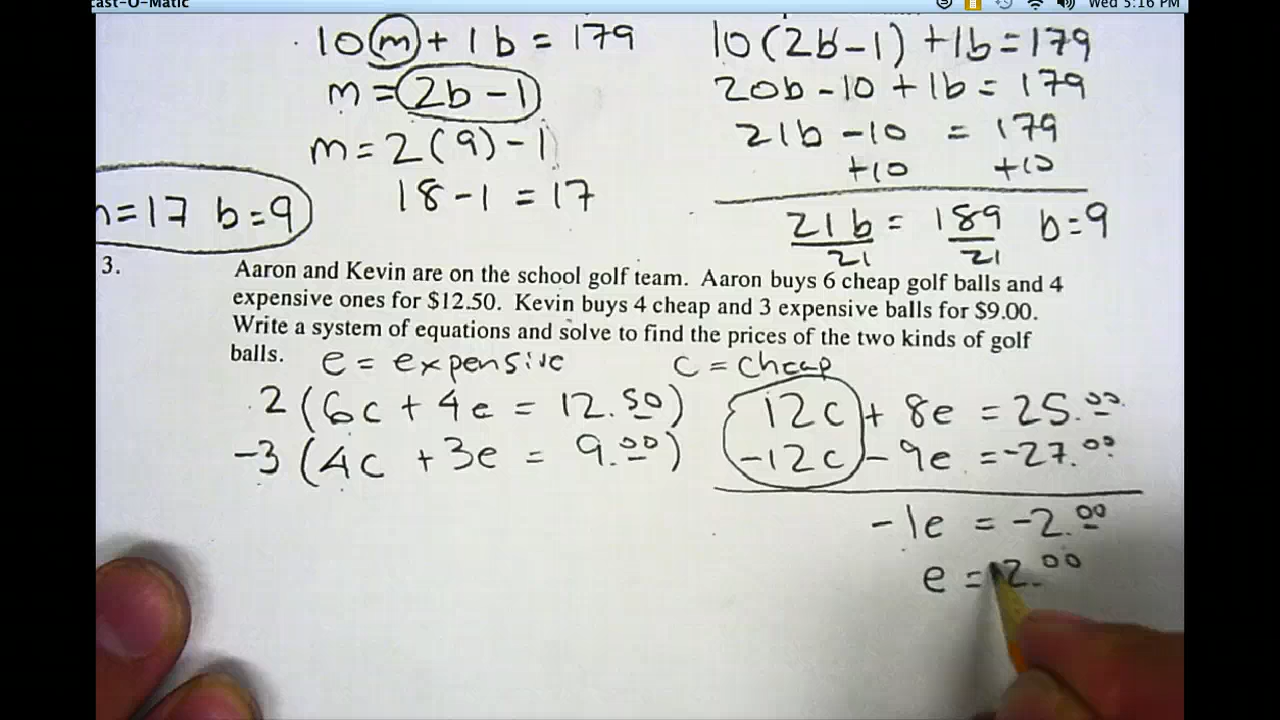 ast-O-Matic
Wed 5:16 PM
10(m) + 1b = 179
m = (2b - 1)
m = 2(9) - 1
18 - 1 = 17
=17 b=9
10(2b-1) + 1b = 179
20b - 10 + 1b = 179
21b - 10 = 179
+10 +10
21b = 189 b=9
21 21
3.
Aaron and Kevin are on the school golf team. Aaron buys 6 cheap golf balls and 4
expensive ones for $12.50. Kevin buys 4 cheap and 3 expensive balls for $9.00.
Write a system of equations and solve to find the prices of the two kinds of golf
balls.
e = expensive c = cheap
2(6c + 4e = 12.50)
-3(4c + 3e = 9.00)
12c + 8e = 25.00
-12c - 9e = -27.00
-1e = -2.00
e = 2.00